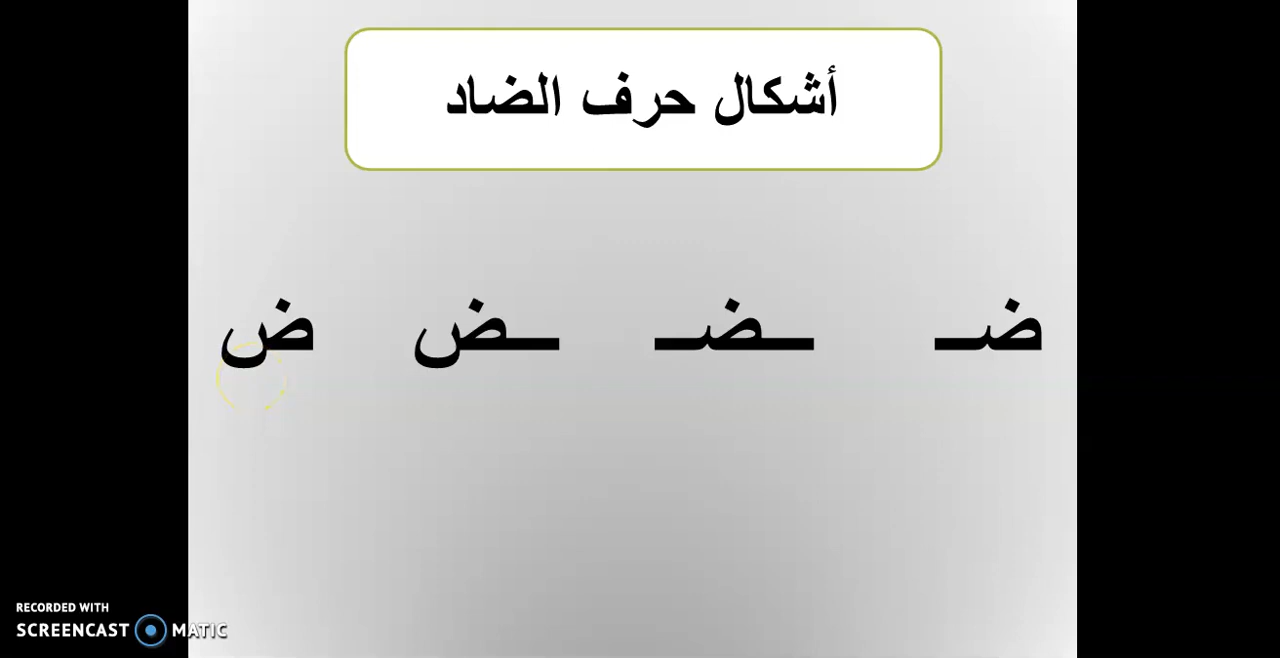 أشكال حرف الضاد
ضـ ـضـ ـض ض
RECORDED WITH
SCREENCAST MATIC